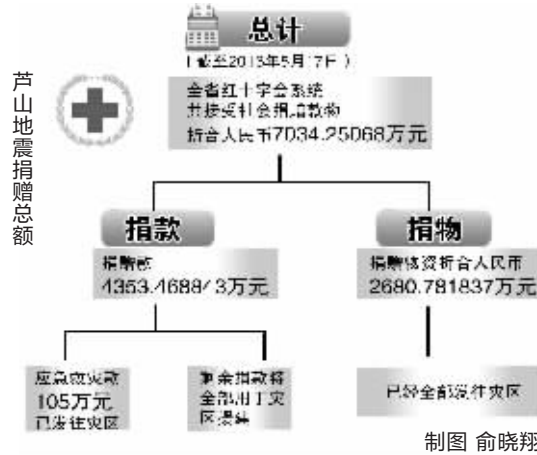 芦山地震捐赠总额
总计
(截至2013年5月17日)
全省红十字会系统
共接受社会捐赠款物
折合人民币7034.25068万元
捐款
捐赠款
4353.468843万元
捐物
捐赠物资折合人民币
2680.781837万元
应急救灾款
105万元
已发往灾区
剩余捐款将
全部用于灾
区援建
已经全部发往灾区
制图 俞晓翔